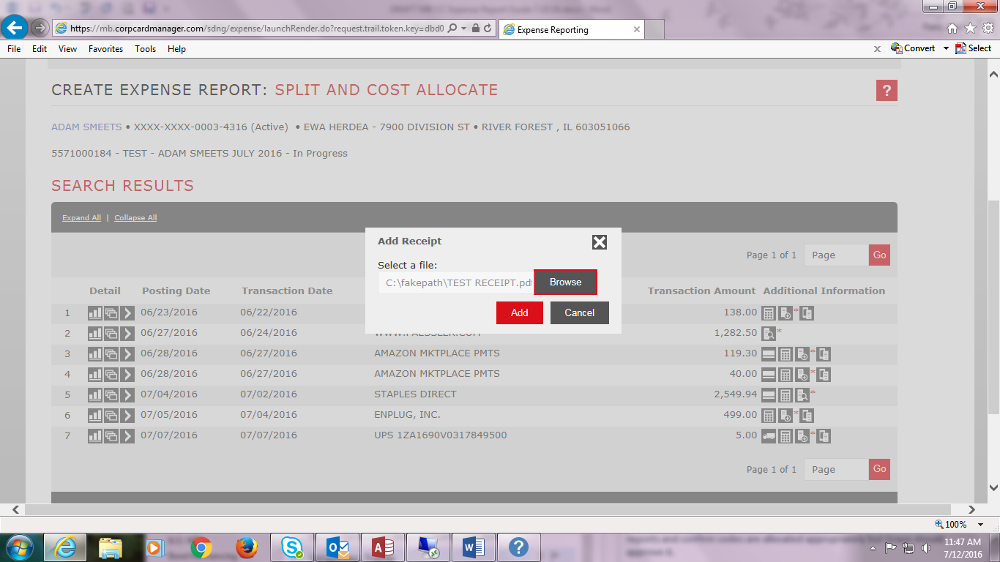 https://mb.corpcardmanager.com/sdng/expense/launchRender.do?request.trail.token.key=dbd0
Expense Reporting
File Edit View Favorites Tools Help
x Convert Select
CREATE EXPENSE REPORT: SPLIT AND COST ALLOCATE
?
ADAM SMEETS • XXXX-XXXX-0003-4316 (Active) • EWA HERDEA - 7900 DIVISION ST • RIVER FOREST , IL 603051066
5571000184 - TEST - ADAM SMEETS JULY 2016 - In Progress
SEARCH RESULTS
Expand All | Collapse All
Add Receipt
Select a file:
C:\fakepath\TEST RECEIPT.pdf Browse
Add Cancel
Page 1 of 1 Page Go
Detail Posting Date Transaction Date Transaction Amount Additional Information
1 06/23/2016 06/22/2016 138.00 *
2 06/27/2016 06/24/2016 WWW.PAESSLER.COM 1,282.50 *
3 06/28/2016 06/27/2016 AMAZON MKTPLACE PMTS 119.30 *
4 06/28/2016 06/27/2016 AMAZON MKTPLACE PMTS 40.00 *
5 07/04/2016 07/02/2016 STAPLES DIRECT 2,549.94 *
6 07/05/2016 07/04/2016 ENPLUG, INC. 499.00 *
7 07/07/2016 07/07/2016 UPS 1ZA1690V0317849500 5.00 *
Page 1 of 1 Page Go
100%
11:47 AM
7/12/2016